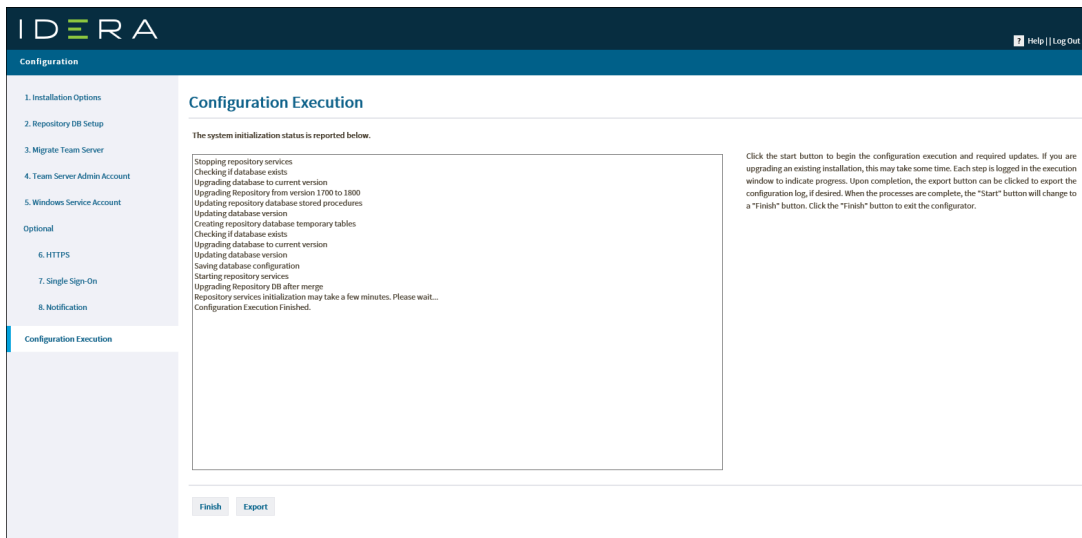 IDERA
? Help || Log Out
Configuration
1. Installation Options
2. Repository DB Setup
3. Migrate Team Server
4. Team Server Admin Account
5. Windows Service Account
Optional
6. HTTPS
7. Single Sign-On
8. Notification
Configuration Execution
Configuration Execution
The system initialization status is reported below.
Stopping repository services
Checking if database exists
Upgrading database to current version
Upgrading Repository from version 1700 to 1800
Updating repository database stored procedures
Updating database version
Creating repository database temporary tables
Checking if database exists
Upgrading database to current version
Updating database version
Saving database configuration
Starting repository services
Upgrading Repository DB after merge
Repository services initialization may take a few minutes. Please wait...
Configuration Execution Finished.
Click the start button to begin the configuration execution and required updates. If you are
upgrading an existing installation, this may take some time. Each step is logged in the execution
window to indicate progress. Upon completion, the export button can be clicked to export the
configuration log, if desired. When the processes are complete, the "Start" button will change to
a "Finish" button. Click the "Finish" button to exit the configurator.
Finish Export